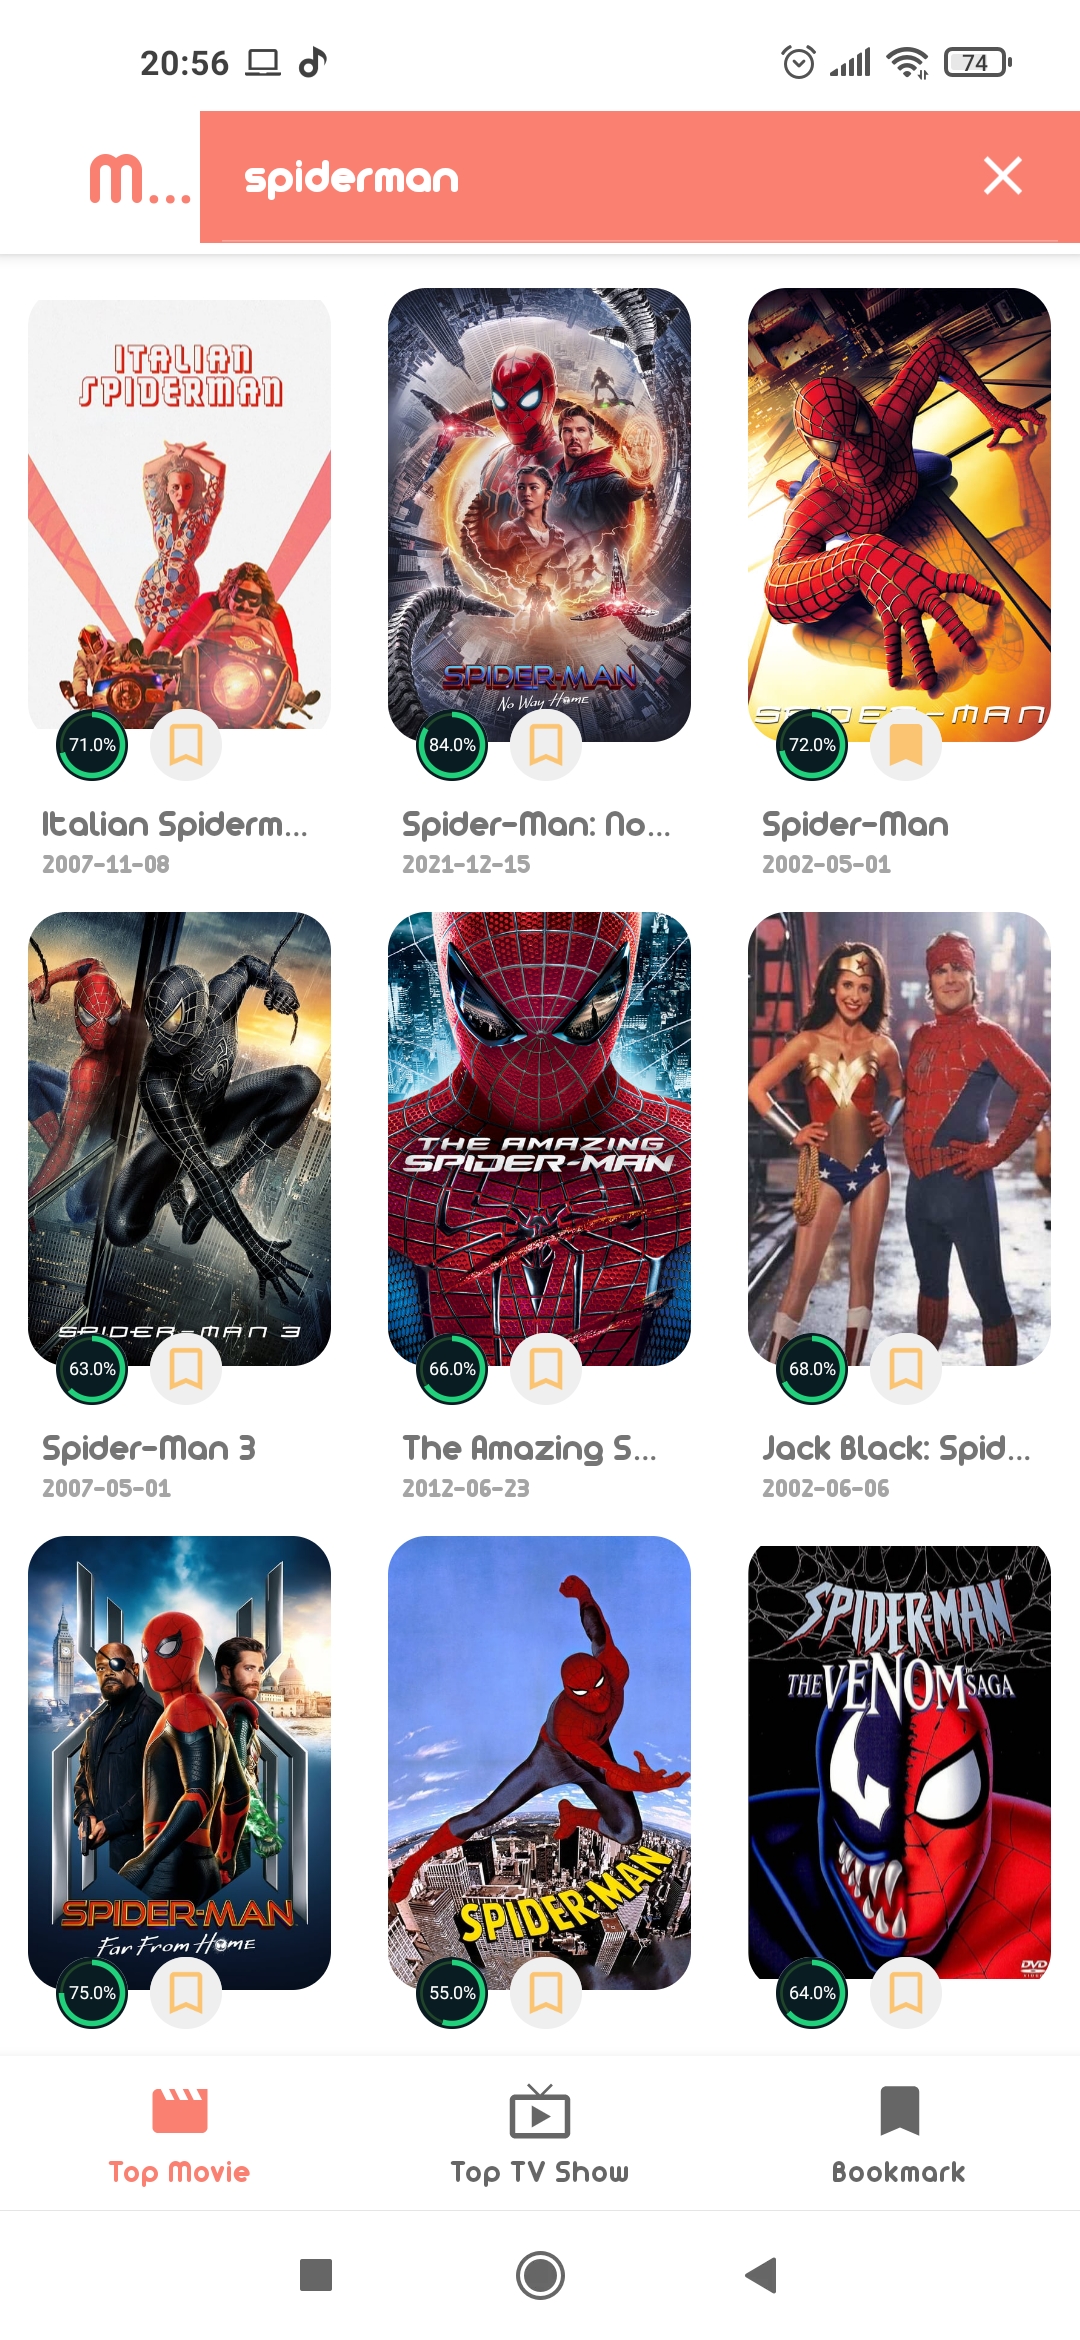 20:56
74
M...
spiderman
ITALIAN
SPIDERMAN
SPIDER-MAN
No Way Home
SPIDER-MAN
71.0%
84.0%
72.0%
Italian Spiderm...
Spider-Man: No...
Spider-Man
2007-11-08
2021-12-15
2002-05-01
THE AMAZING
SPIDER-MAN
SPIDER-MAN 3
63.0%
66.0%
68.0%
Spider-Man 3
The Amazing S...
Jack Black: Spid...
2007-05-01
2012-06-23
2002-06-06
SPIDER-MAN
THE VENOM SAGA
SPIDER-MAN
Far From Home
SPIDER-MAN
DVD
VIDEO
75.0%
55.0%
64.0%
Top Movie
Top TV Show
Bookmark